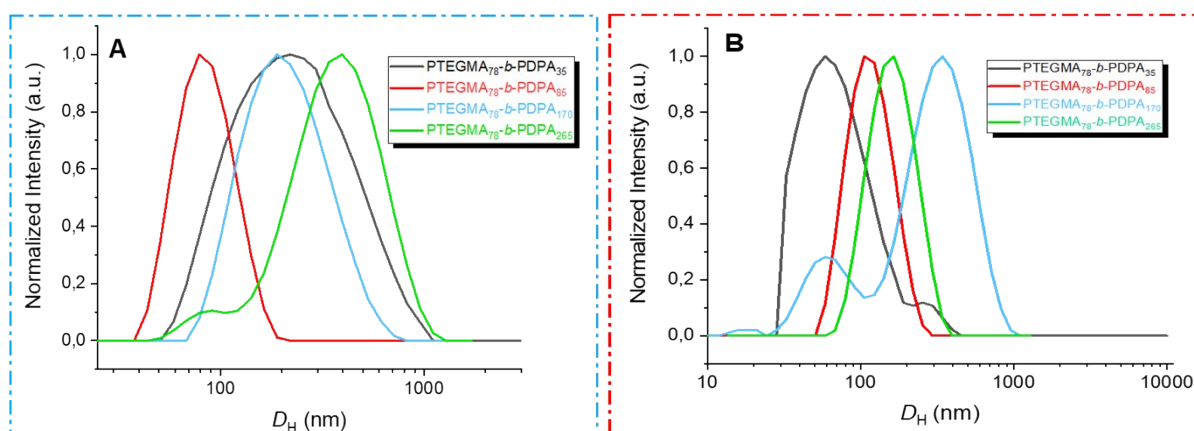 A
PTEGMA78-b-PDPA35
PTEGMA78-b-PDPA85
PTEGMA78-b-PDPA170
PTEGMA78-b-PDPA265
Normalized Intensity (a.u.)
1,0
0,8
0,6
0,4
0,2
0,0
100
1000
DH (nm)
B
PTEGMA78-b-PDPA35
PTEGMA78-b-PDPA85
PTEGMA78-b-PDPA170
PTEGMA78-b-PDPA265
Normalized Intensity (a.u.)
1,0
0,8
0,6
0,4
0,2
0,0
10
100
1000
10000
DH (nm)